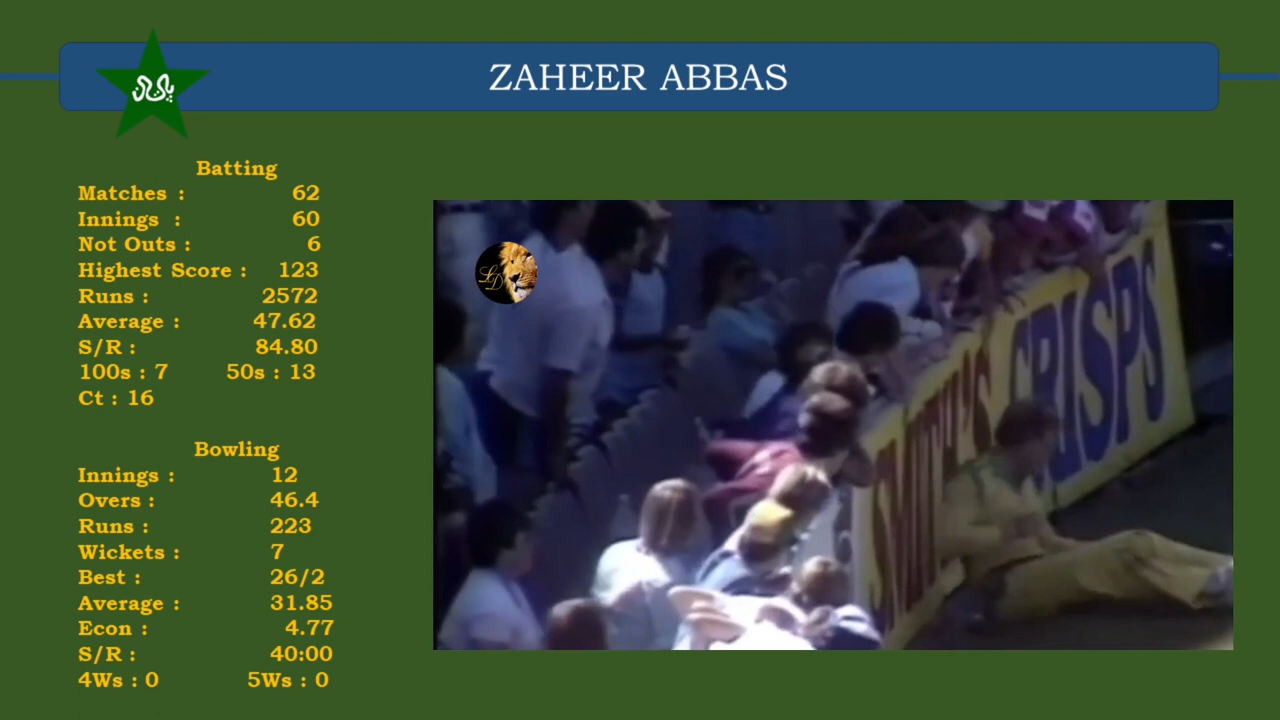 ZAHEER ABBAS
Batting
Matches : 62
Innings : 60
Not Outs : 6
Highest Score : 123
Runs : 2572
Average : 47.62
S/R : 84.80
100s : 7 50s : 13
Ct : 16
Bowling
Innings : 12
Overs : 46.4
Runs : 223
Wickets : 7
Best : 26/2
Average : 31.85
Econ : 4.77
S/R : 40:00
4Ws : 0 5Ws : 0
LD
SMITH'S CRISPS